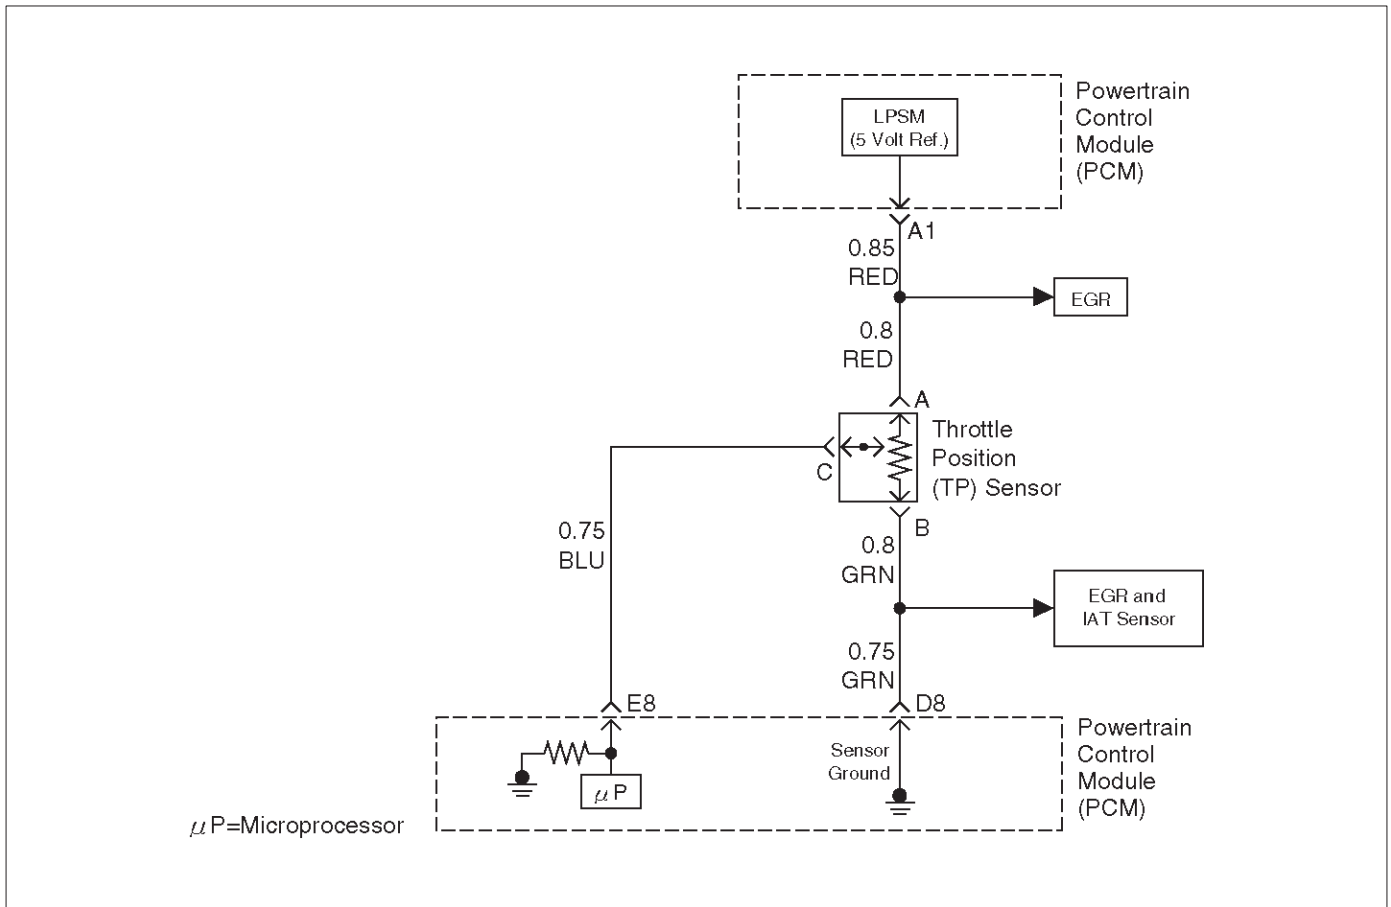 Powertrain
Control
Module
(PCM)
LPSM
(5 Volt Ref.)
A1
0.85
RED
EGR
0.8
RED
A
Throttle
Position
(TP) Sensor
C
B
0.75
BLU
0.8
GRN
EGR and
IAT Sensor
0.75
GRN
E8
D8
Powertrain
Control
Module
(PCM)
Sensor
Ground
μP
μP=Microprocessor